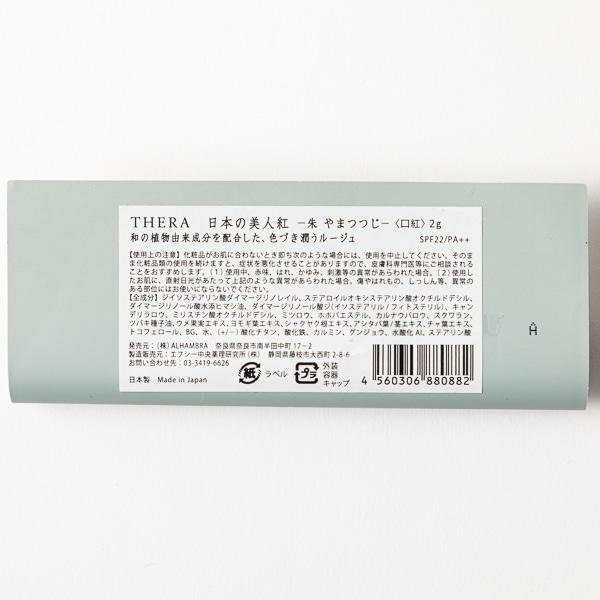 THERA 日本の美人紅 ―朱 やまつつじ―〈口紅〉2g
和の植物由来成分を配合した、色づき潤うルージュ SPF22/PA++
【使用上の注意】化粧品がお肌に合わないとき即ち次のような場合には、使用を中止してください。そのま
ま化粧品類の使用を続けますと、症状を悪化させることがありますので、皮膚科専門医等に相談されれ
ることをおすすめします。(1)使用中、赤味、はれ、かゆみ、刺激等の異常があらわれた場合。(2)使用し
たお肌に、直射日光があたって上記のような異常があらわれた場合。傷やはれもの、しっしん等、異常の
ある部位にはお使いにならないでください。
【全成分】ジイソステアリン酸ダイマージリノレイル、ステアロイルオキシステアリン酸オクチルドデシル、
ダイマージリノール酸水添ヒマシ油、ダイマージリノール酸ジ(イソステアリル/フィトステリル)、キャン
デリラロウ、ミリスチン酸オクチルドデシル、ミツロウ、ホホバエステル、カルナウバロウ、スクワラン、
ツバキ種子油、ウメ果実エキス、ヨモギ葉エキス、シャクヤク根エキス、アシタバ葉/茎エキス、チャ葉エキス、
トコフェロール、BG、水、(+/-)酸化チタン、酸化鉄、カルミン、グンジョウ、水酸化Al、ステアリン酸
発売元:(株)ALHAMBRA 奈良県奈良市南半田中町17-2
製造販売元:エフシー中央薬理研究所(株) 静岡県藤枝市大西町2-8-6
お問い合わせ先:03-3419-6626
日本製 Made in Japan
紙 ラベル
プラ 外装
容器
キャップ
4 560306 880882